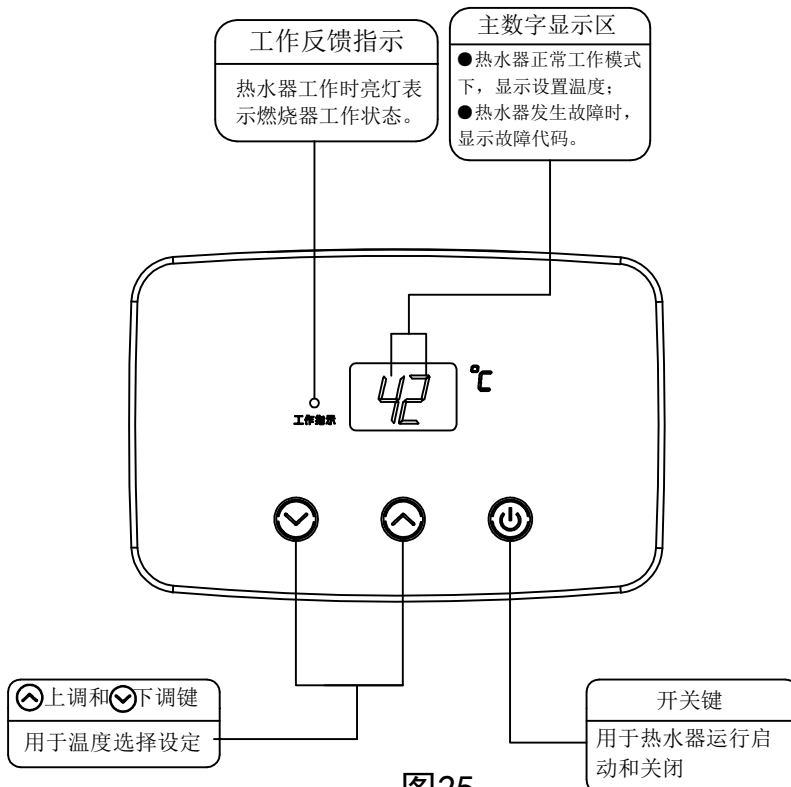 工作反馈指示
热水器工作时亮灯表
示燃烧器工作状态。
主数字显示区
●热水器正常工作模式
下，显示设置温度；
●热水器发生故障时，
显示故障代码。
42 °C
工作指示
上调和下调键
用于温度选择设定
开关键
用于热水器运行启
动和关闭
图25